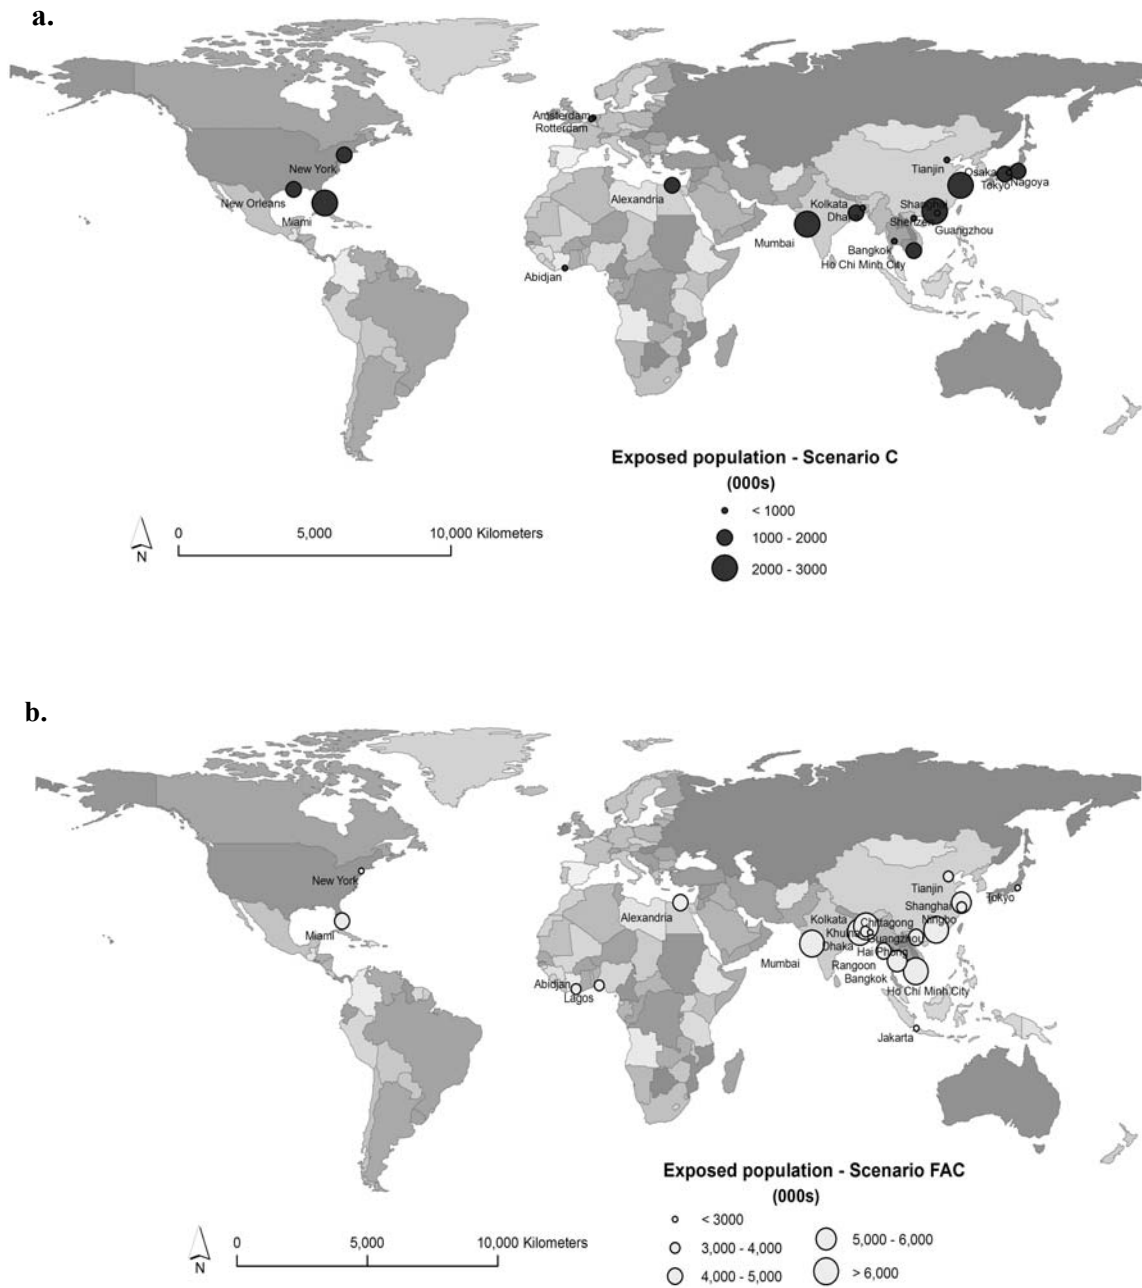 a.
Amsterdam
Rotterdam
New York
New Orleans
Miami
Alexandria
Abidjan
Mumbai
Kolkata
Dha
Tianjin
Osaka
Tokyo
Nagoya
Shanghai
Shenzen
Guangzhou
Bangkok
Ho Chi Minh City
Exposed population - Scenario C
(000s)
< 1000
1000 - 2000
2000 - 3000
N
0 5,000 10,000 Kilometers
b.
New York
Miami
Alexandria
Abidjan
Lagos
Mumbai
Kolkata
Chittagong
Khulna
Dhaka
Tianjin
Shanghai
Ningbo
Tokyo
Guangzhou
Hai Phong
Rangoon
Bangkok
Ho Chi Minh City
Jakarta
Exposed population - Scenario FAC
(000s)
< 3000
3,000 - 4,000
4,000 - 5,000
5,000 - 6,000
> 6,000
N
0 5,000 10,000 Kilometers